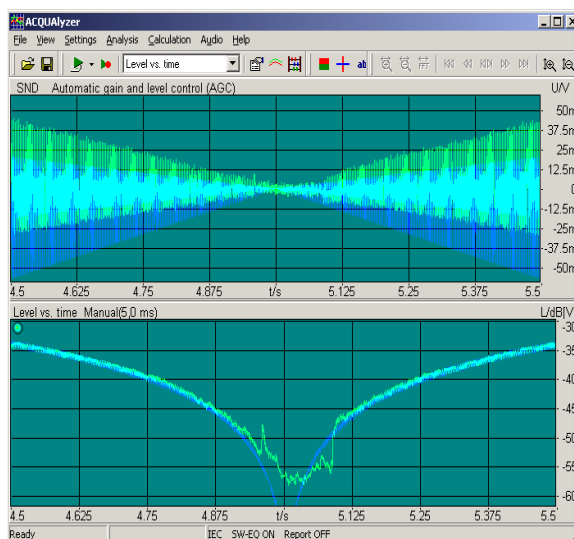 ACQUAlyzer
File View Settings Analysis Calculation Audio Help
Level vs. time
SND Automatic gain and level control (AGC) U/V
50m
37.5m
25m
12.5m
0
-12.5m
-25m
-37.5m
-50m
4.5 4.625 4.75 4.875 t/s 5.125 5.25 5.375 5.5
Level vs. time Manual(5,0 ms) L/dB[V
-30
-35
-40
-45
-50
-55
-60
4.5 4.625 4.75 4.875 t/s 5.125 5.25 5.375 5.5
Ready IEC SW-EQ ON Report OFF